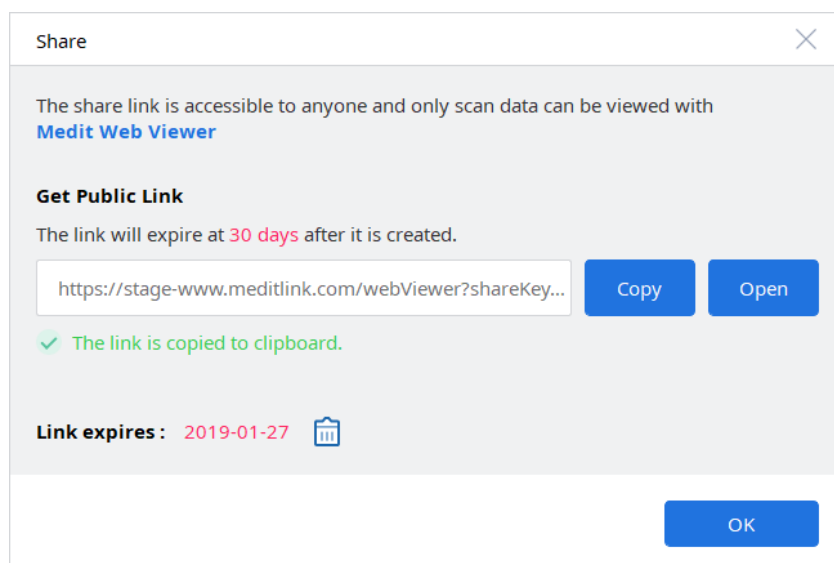 Share
The share link is accessible to anyone and only scan data can be viewed with
Medit Web Viewer
Get Public Link
The link will expire at 30 days after it is created.
https://stage-www.meditlink.com/webViewer?shareKey...
Copy
Open
The link is copied to clipboard.
Link expires : 2019-01-27
OK